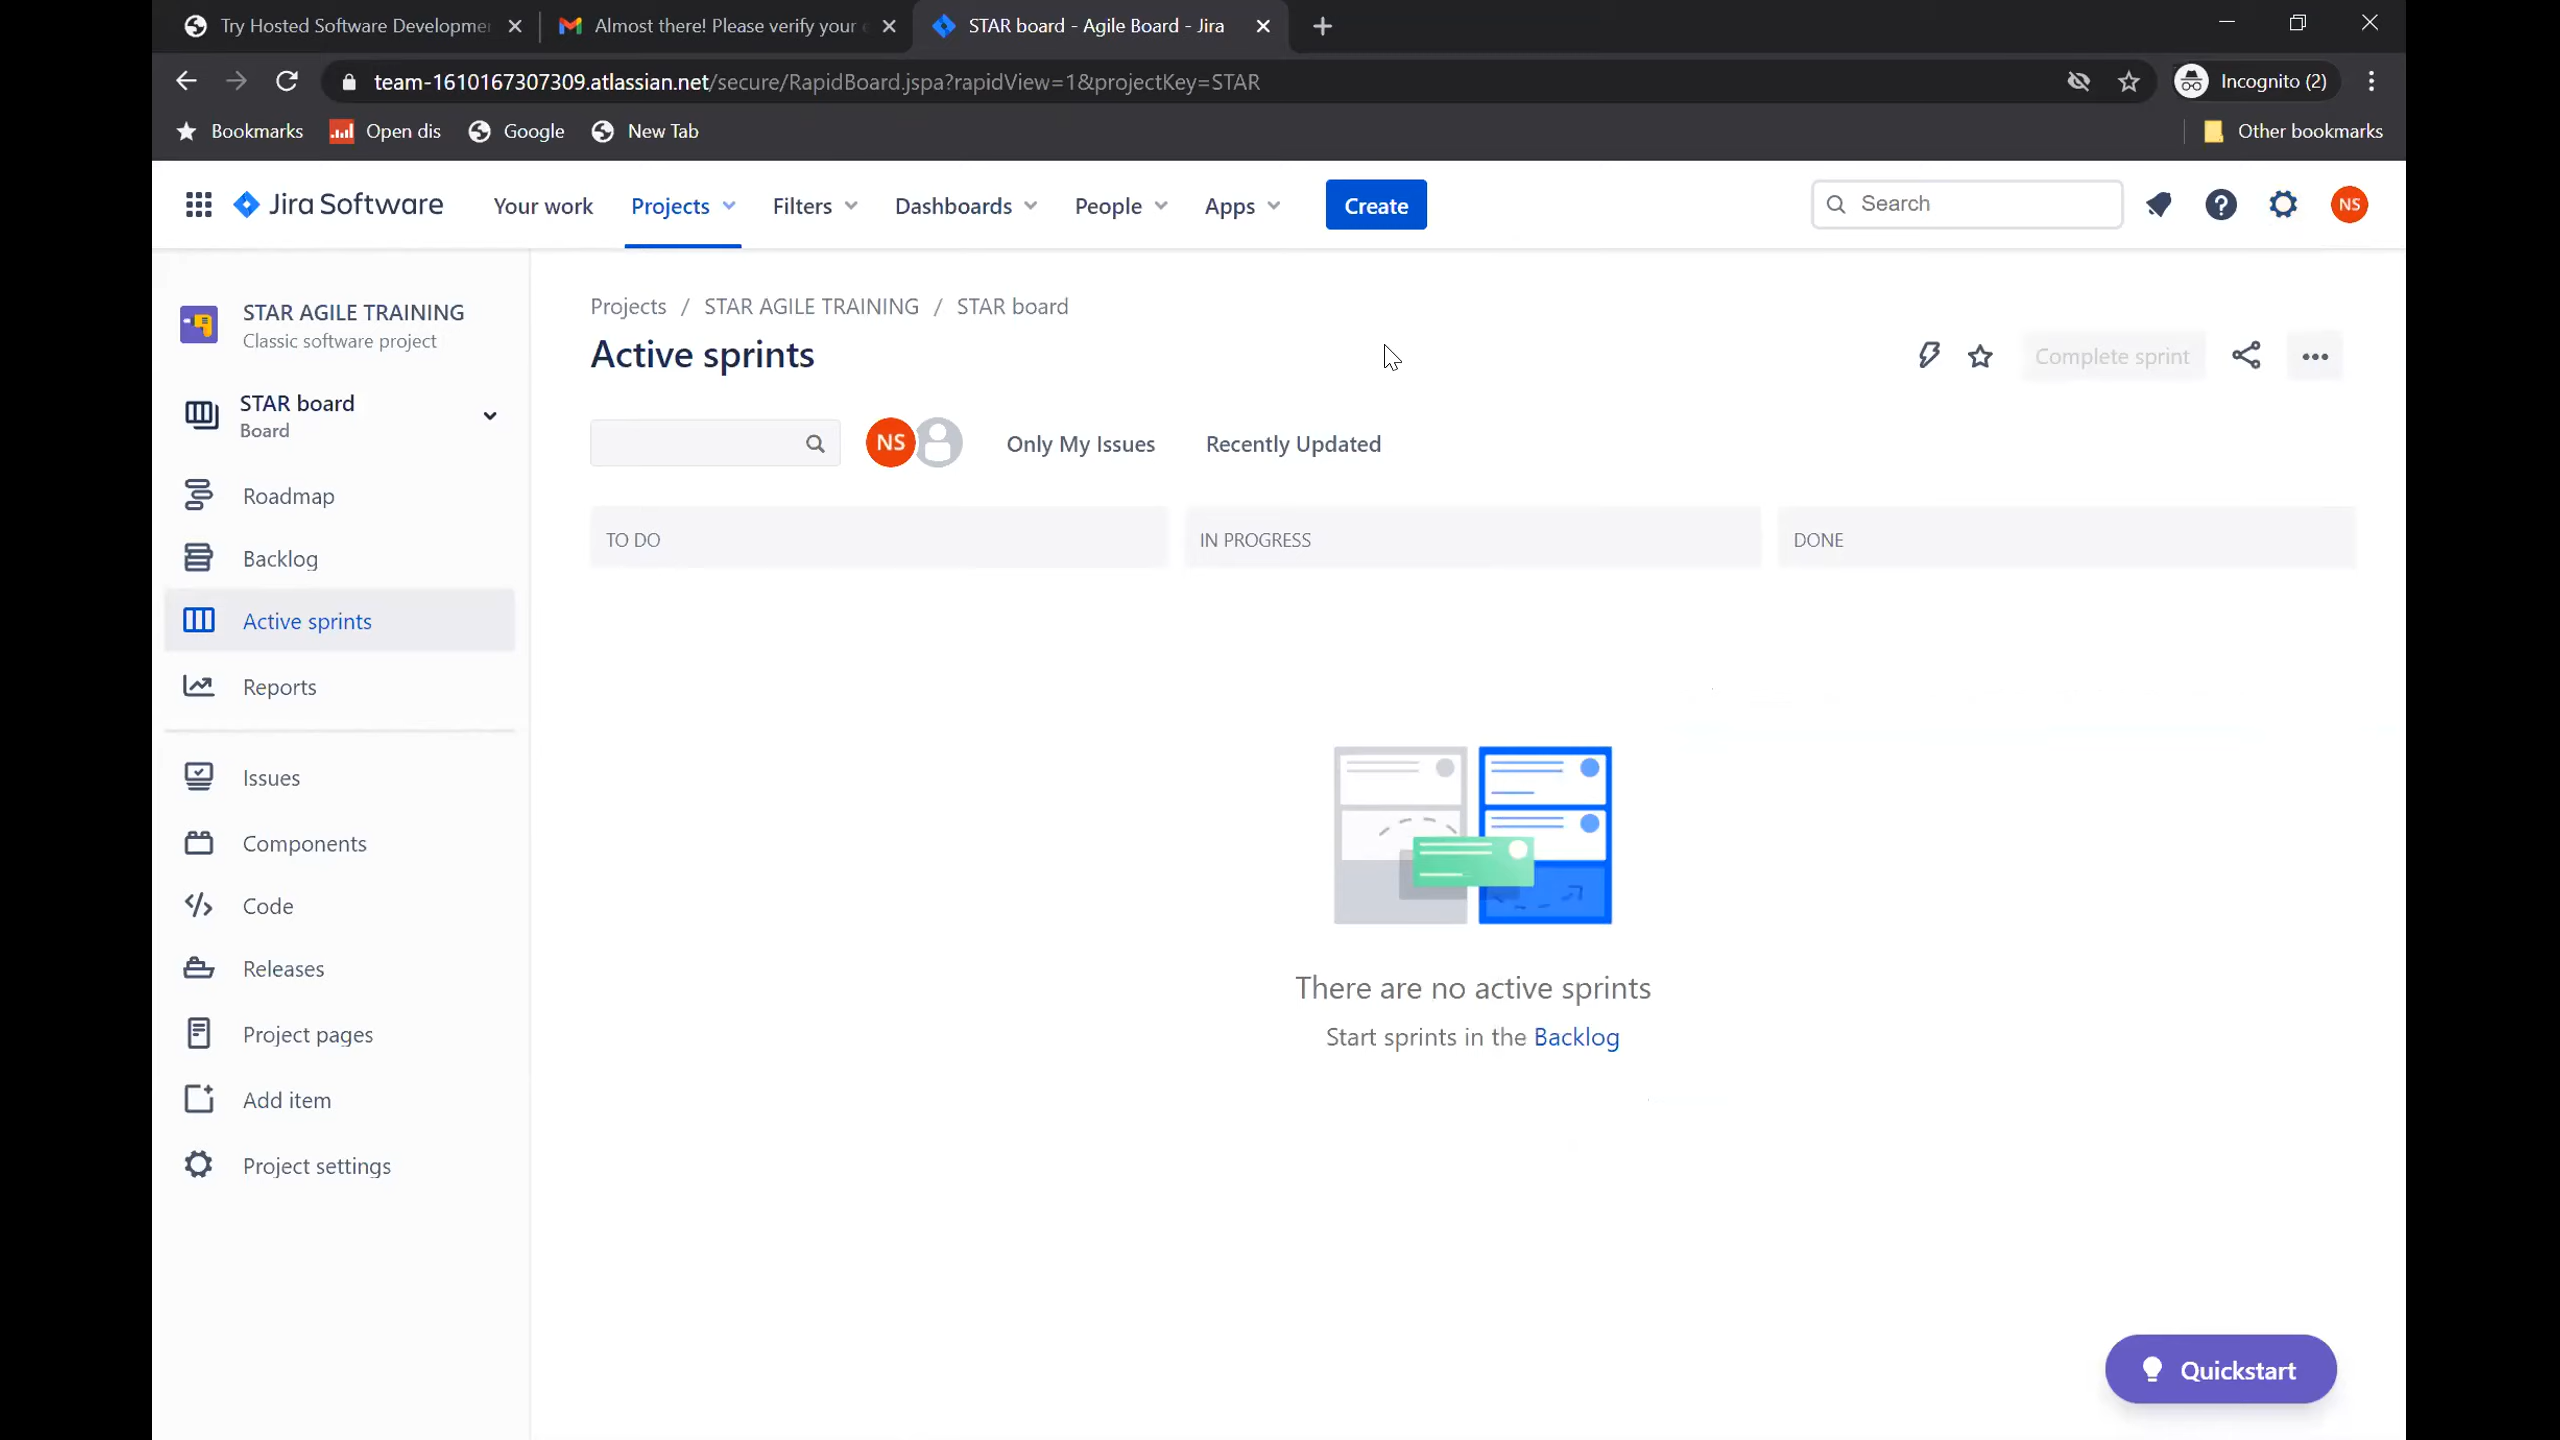 Try Hosted Software Developme
Almost there! Please verify your e
STAR board - Agile Board - Jira
team-1610167307309.atlassian.net/secure/RapidBoard.jspa?rapidView=1&projectKey=STAR
Incognito (2)
Bookmarks
Open dis
Google
New Tab
Other bookmarks
Jira Software
Your work
Projects
Filters
Dashboards
People
Apps
Create
Search
NS
STAR AGILE TRAINING
Classic software project
STAR board
Board
Roadmap
Backlog
Active sprints
Reports
Issues
Components
Code
Releases
Project pages
Add item
Project settings
Projects / STAR AGILE TRAINING / STAR board
Active sprints
Complete sprint
NS
Only My Issues
Recently Updated
TO DO
IN PROGRESS
DONE
There are no active sprints
Start sprints in the Backlog
Quickstart